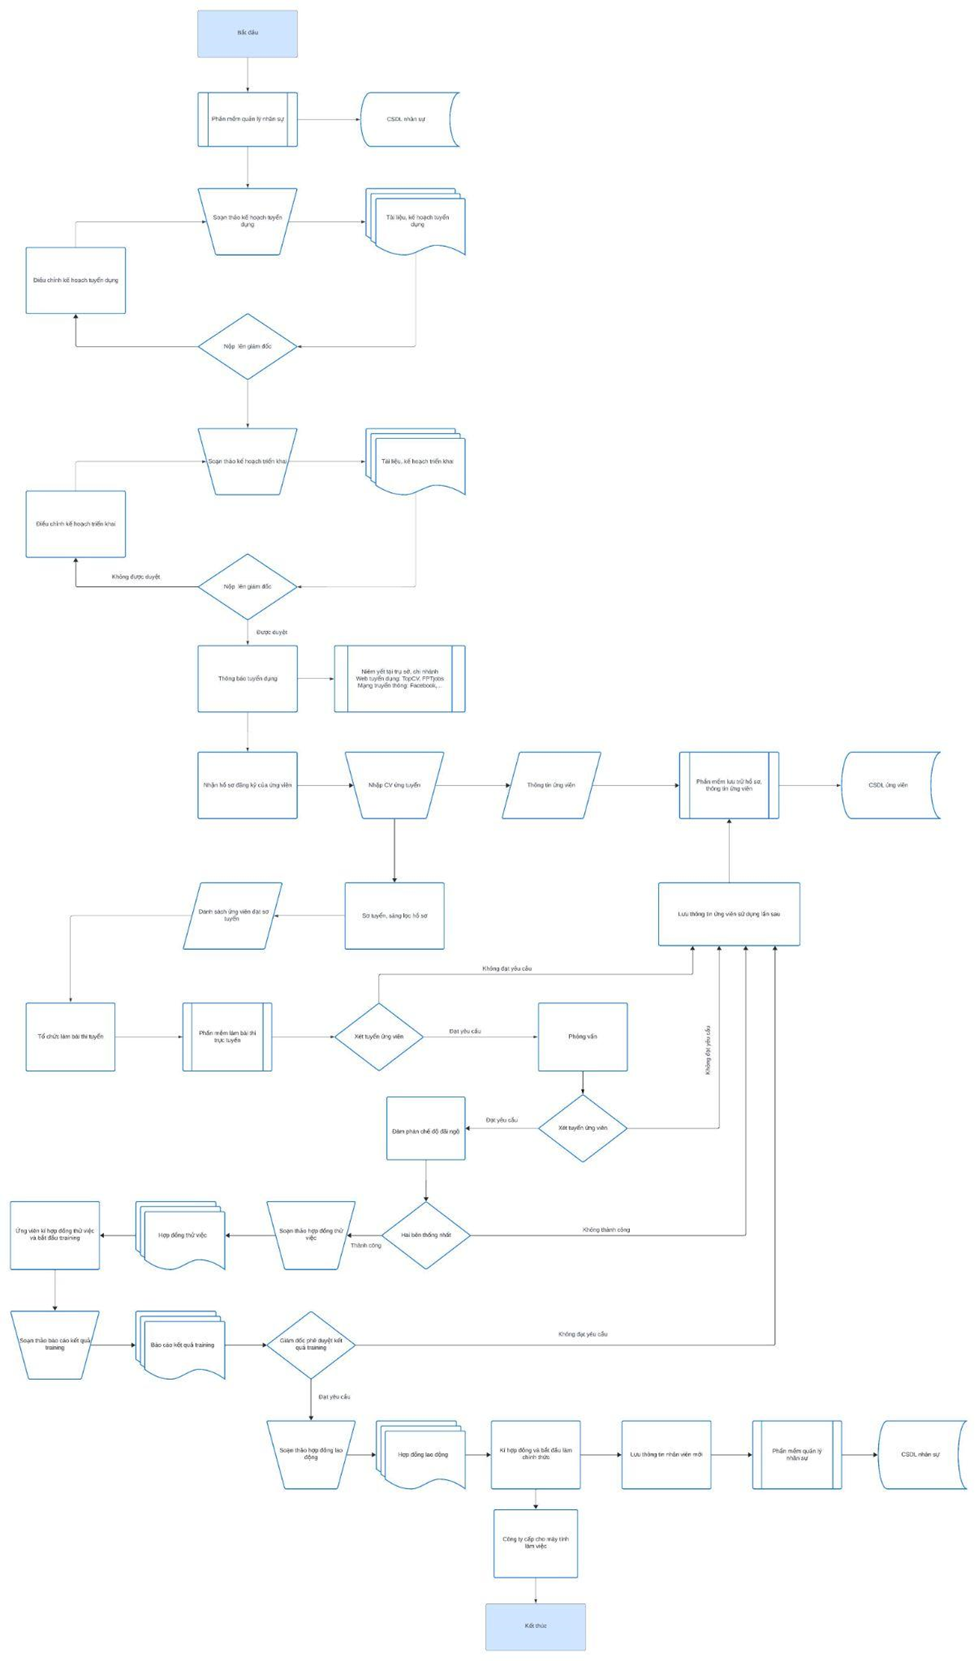 Bắt đầu
Phần mềm quản lý nhân sự
CSDL nhân sự
Soạn thảo kế hoạch tuyển
dụng
Tài liệu, kế hoạch tuyển
dụng
Điều chỉnh kế hoạch tuyển dụng
Nộp lên giám đốc
Soạn thảo kế hoạch triển khai
Tài liệu, kế hoạch triển khai
Điều chỉnh kế hoạch triển khai
Không được duyệt
Nộp lên giám đốc
Được duyệt
Thông báo tuyển dụng
Niêm yết tại trụ sở, chi nhánh
Web tuyển dụng: TopCV, FPTjobs
Mạng truyền thông: Facebook,...
Nhận hồ sơ đăng ký của ứng viên
Nhập CV ứng tuyển
Thông tin ứng viên
Phần mềm lưu trữ hồ sơ,
thông tin ứng viên
CSDL ứng viên
Danh sách ứng viên đạt sơ
tuyển
Sơ tuyển, sàng lọc hồ sơ
Lưu thông tin ứng viên sử dụng lần sau
Không đạt yêu cầu
Tổ chức làm bài thi tuyển
Phần mềm làm bài thi
trực tuyến
Xét tuyển ứng viên
Đạt yêu cầu
Phỏng vấn
Không đạt yêu cầu
Đàm phán chế độ đãi ngộ
Đạt yêu cầu
Xét tuyển ứng viên
Ứng viên kí hợp đồng thử việc
và bắt đầu training
Hợp đồng thử việc
Soạn thảo hợp đồng thử
việc
Thành công
Hai bên thống nhất
Không thành công
Soạn thảo báo cáo kết quả
training
Báo cáo kết quả training
Giám đốc phê duyệt kết
quả training
Không đạt yêu cầu
Đạt yêu cầu
Soạn thảo hợp đồng lao
động
Hợp đồng lao động
Kí hợp đồng và bắt đầu làm
chính thức
Lưu thông tin nhân viên mới
Phần mềm quản lý
nhân sự
CSDL nhân sự
Công ty cấp cho máy tính
làm việc
Kết thúc